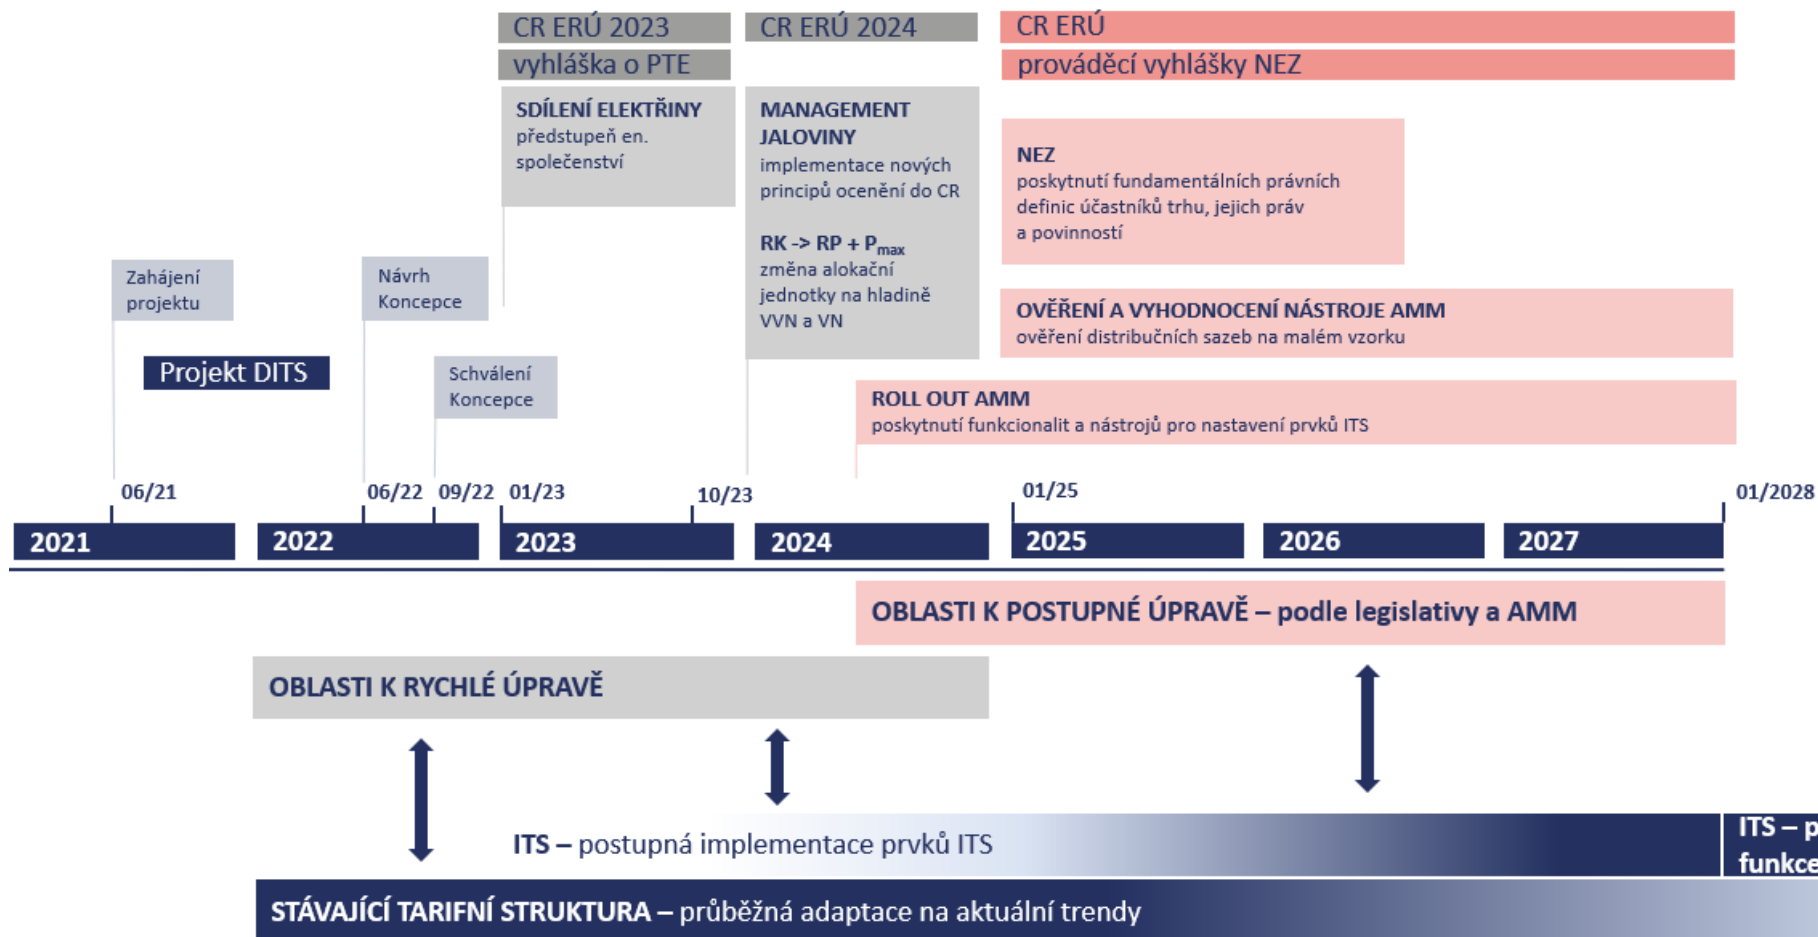 CR ERÚ 2023
CR ERÚ 2024
CR ERÚ
vyhláška o PTE
prováděcí vyhlášky NEZ
SDÍLENÍ ELEKTŘINY
předstupeň en.
společenství
MANAGEMENT
JALOVINY
implementace nových
principů ocenění do CR
RK -> RP + Pmax
změna alokační
jednotky na hladině
VVN a VN
NEZ
poskytnutí fundamentálních právních
definic účastníků trhu, jejich práv
a povinností
Zahájení
projektu
Návrh
Koncepce
OVĚŘENÍ A VYHODNOCENÍ NÁSTROJE AMM
ověření distribučních sazeb na malém vzorku
Projekt DITS
Schválení
Koncepce
ROLL OUT AMM
poskytnutí funkcionalit a nástrojů pro nastavení prvků ITS
06/21
06/22
09/22
01/23
10/23
01/25
01/2028
2021
2022
2023
2024
2025
2026
2027
OBLASTI K POSTUPNÉ ÚPRAVĚ – podle legislativy a AMM
OBLASTI K RYCHLÉ ÚPRAVĚ
ITS – postupná implementace prvků ITS
ITS – p
funkce
STÁVAJÍCÍ TARIFNÍ STRUKTURA – průběžná adaptace na aktuální trendy